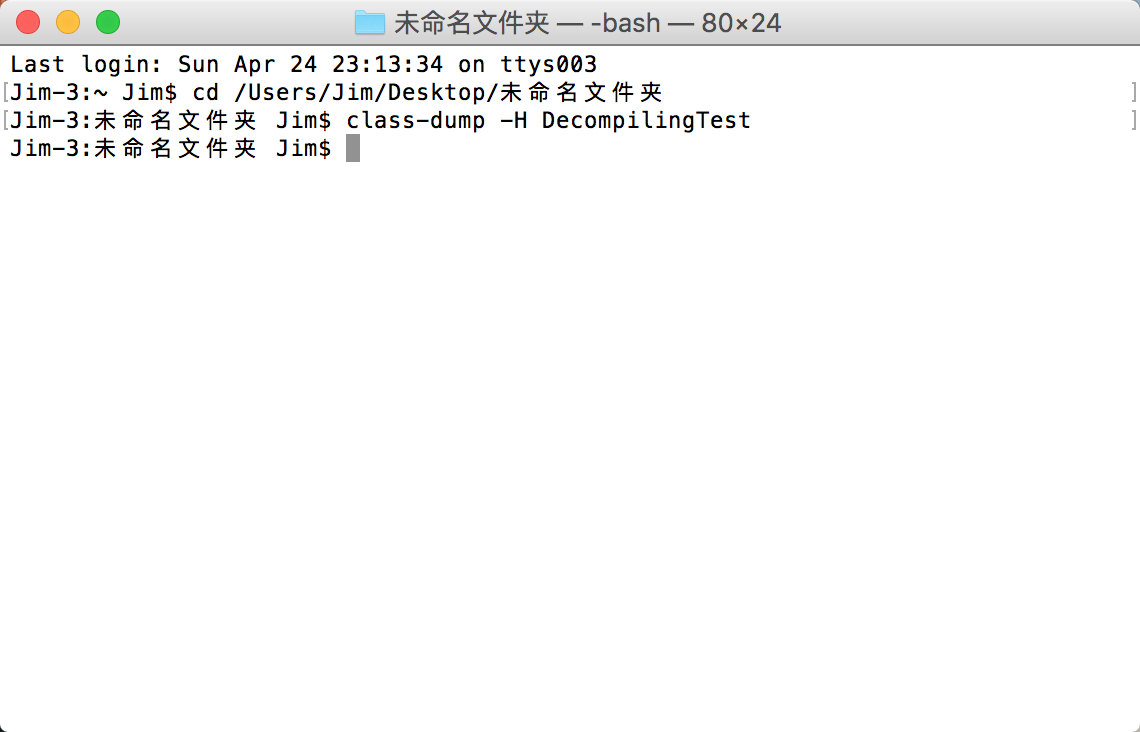 未命名文件夹 — -bash — 80×24
Last login: Sun Apr 24 23:13:34 on ttys003
[Jim-3:~ Jim$ cd /Users/Jim/Desktop/未命名文件夹 ]
[Jim-3:未命名文件夹 Jim$ class-dump -H DecompilingTest ]
Jim-3:未命名文件夹 Jim$